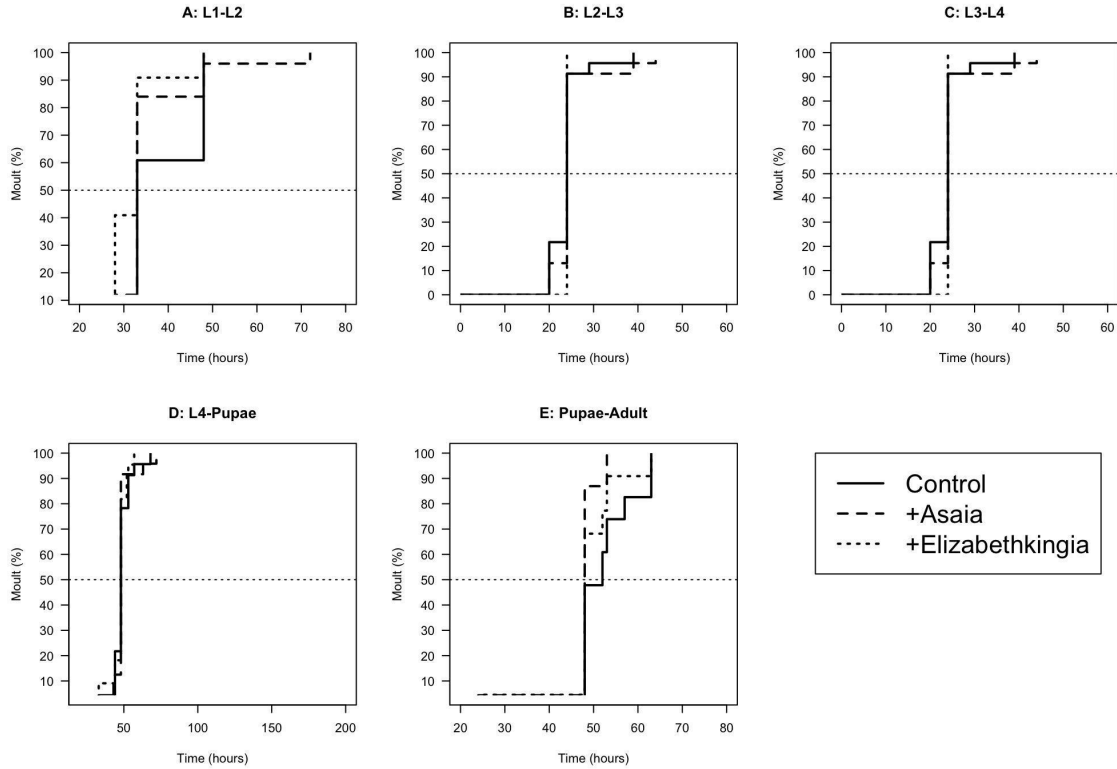 A: L1-L2
100
90
80
70
60
50
40
30
20
10
Moult (%)
20 30 40 50 60 70 80
Time (hours)
B: L2-L3
100
90
80
70
60
50
40
30
20
10
0
Moult (%)
0 10 20 30 40 50 60
Time (hours)
C: L3-L4
100
90
80
70
60
50
40
30
20
10
0
Moult (%)
0 10 20 30 40 50 60
Time (hours)
D: L4-Pupae
100
90
80
70
60
50
40
30
20
10
Moult (%)
50 100 150 200
Time (hours)
E: Pupae-Adult
100
90
80
70
60
50
40
30
20
10
Moult (%)
20 30 40 50 60 70 80
Time (hours)
Control
+Asaia
+Elizabethkingia